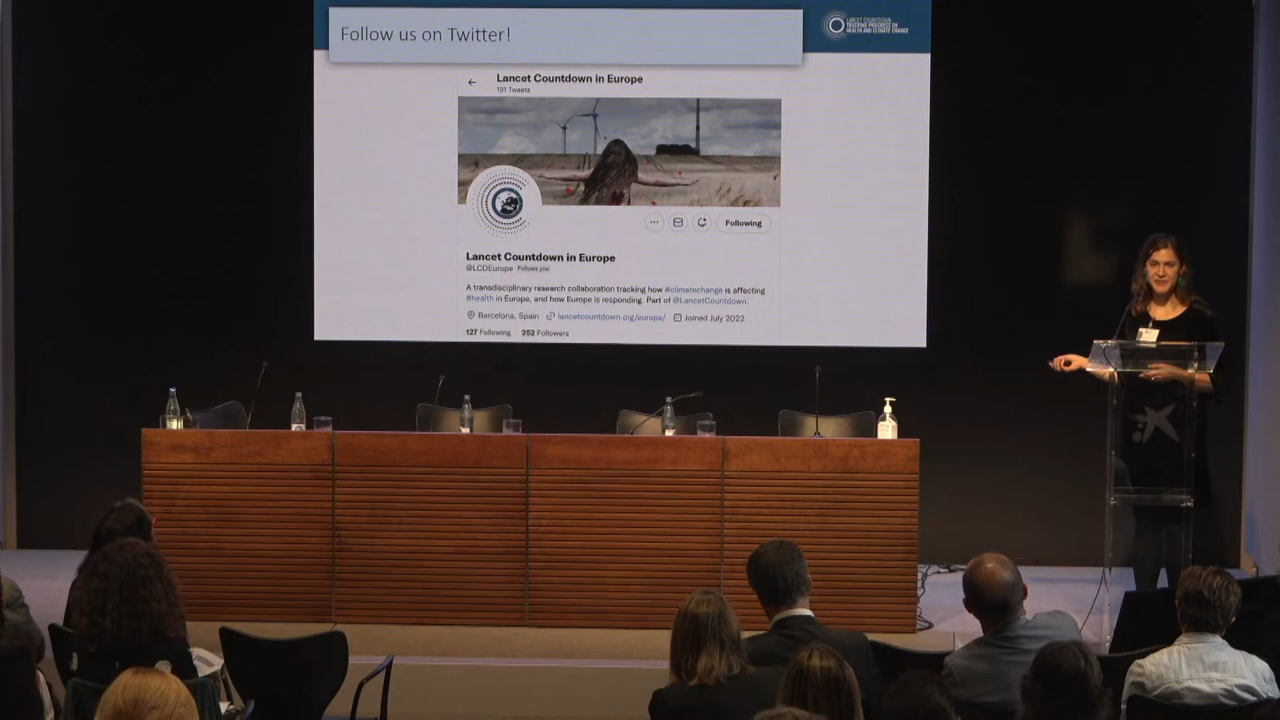 Follow us on Twitter!
LANCET COUNTDOWN:
TRACKING PROGRESS ON
HEALTH AND CLIMATE CHANGE
Lancet Countdown in Europe
191 Tweets
Following
Lancet Countdown in Europe
@LCDEurope Follows you
A transdisciplinary research collaboration tracking how #climatechange is affecting
#health in Europe, and how Europe is responding. Part of @LancetCountdown.
Barcelona, Spain lancetcountdown.org/europe/ Joined July 2022
127 Following 252 Followers